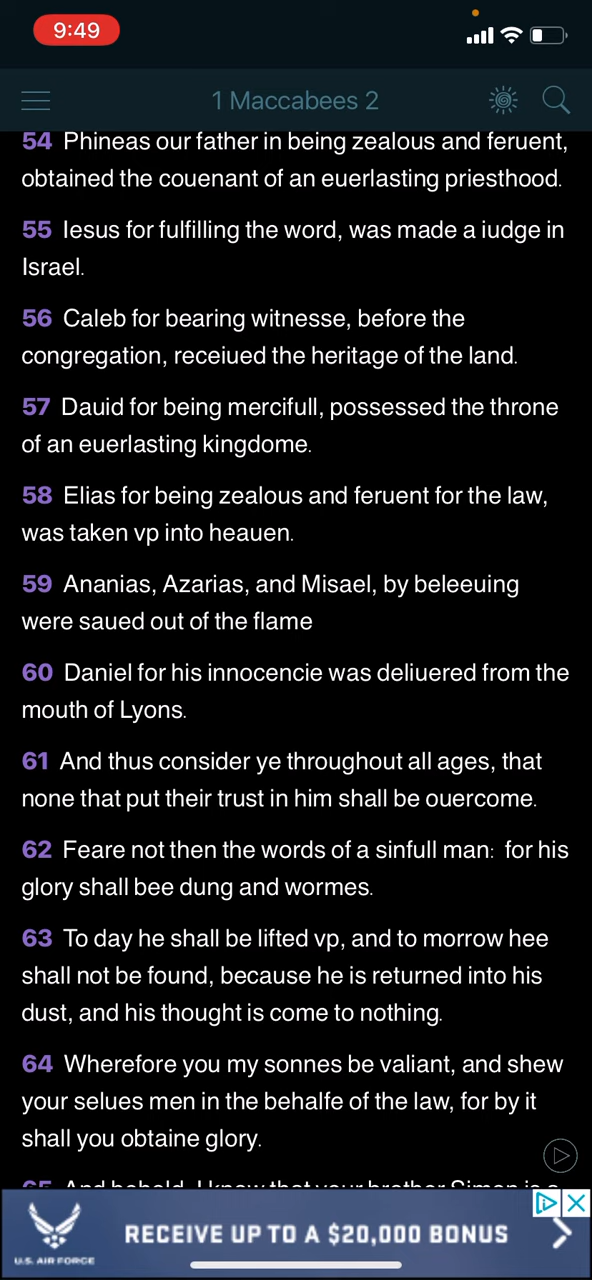 9:49
1 Maccabees 2
54 Phineas our father in being zealous and feruent,
obtained the couenant of an euerlasting priesthood.
55 Iesus for fulfilling the word, was made a iudge in
Israel.
56 Caleb for bearing witnesse, before the
congregation, receiued the heritage of the land.
57 Dauid for being mercifull, possessed the throne
of an euerlasting kingdome.
58 Elias for being zealous and feruent for the law,
was taken vp into heauen.
59 Ananias, Azarias, and Misael, by beleeuing
were saued out of the flame
60 Daniel for his innocencie was deliuered from the
mouth of Lyons.
61 And thus consider ye throughout all ages, that
none that put their trust in him shall be ouercome.
62 Feare not then the words of a sinfull man: for his
glory shall bee dung and wormes.
63 To day he shall be lifted vp, and to morrow hee
shall not be found, because he is returned into his
dust, and his thought is come to nothing.
64 Wherefore you my sonnes be valiant, and shew
your selues men in the behalfe of the law, for by it
shall you obtaine glory.
65 And behold, I know that your brother Simon is a
RECEIVE UP TO A $20,000 BONUS
U.S. AIR FORCE